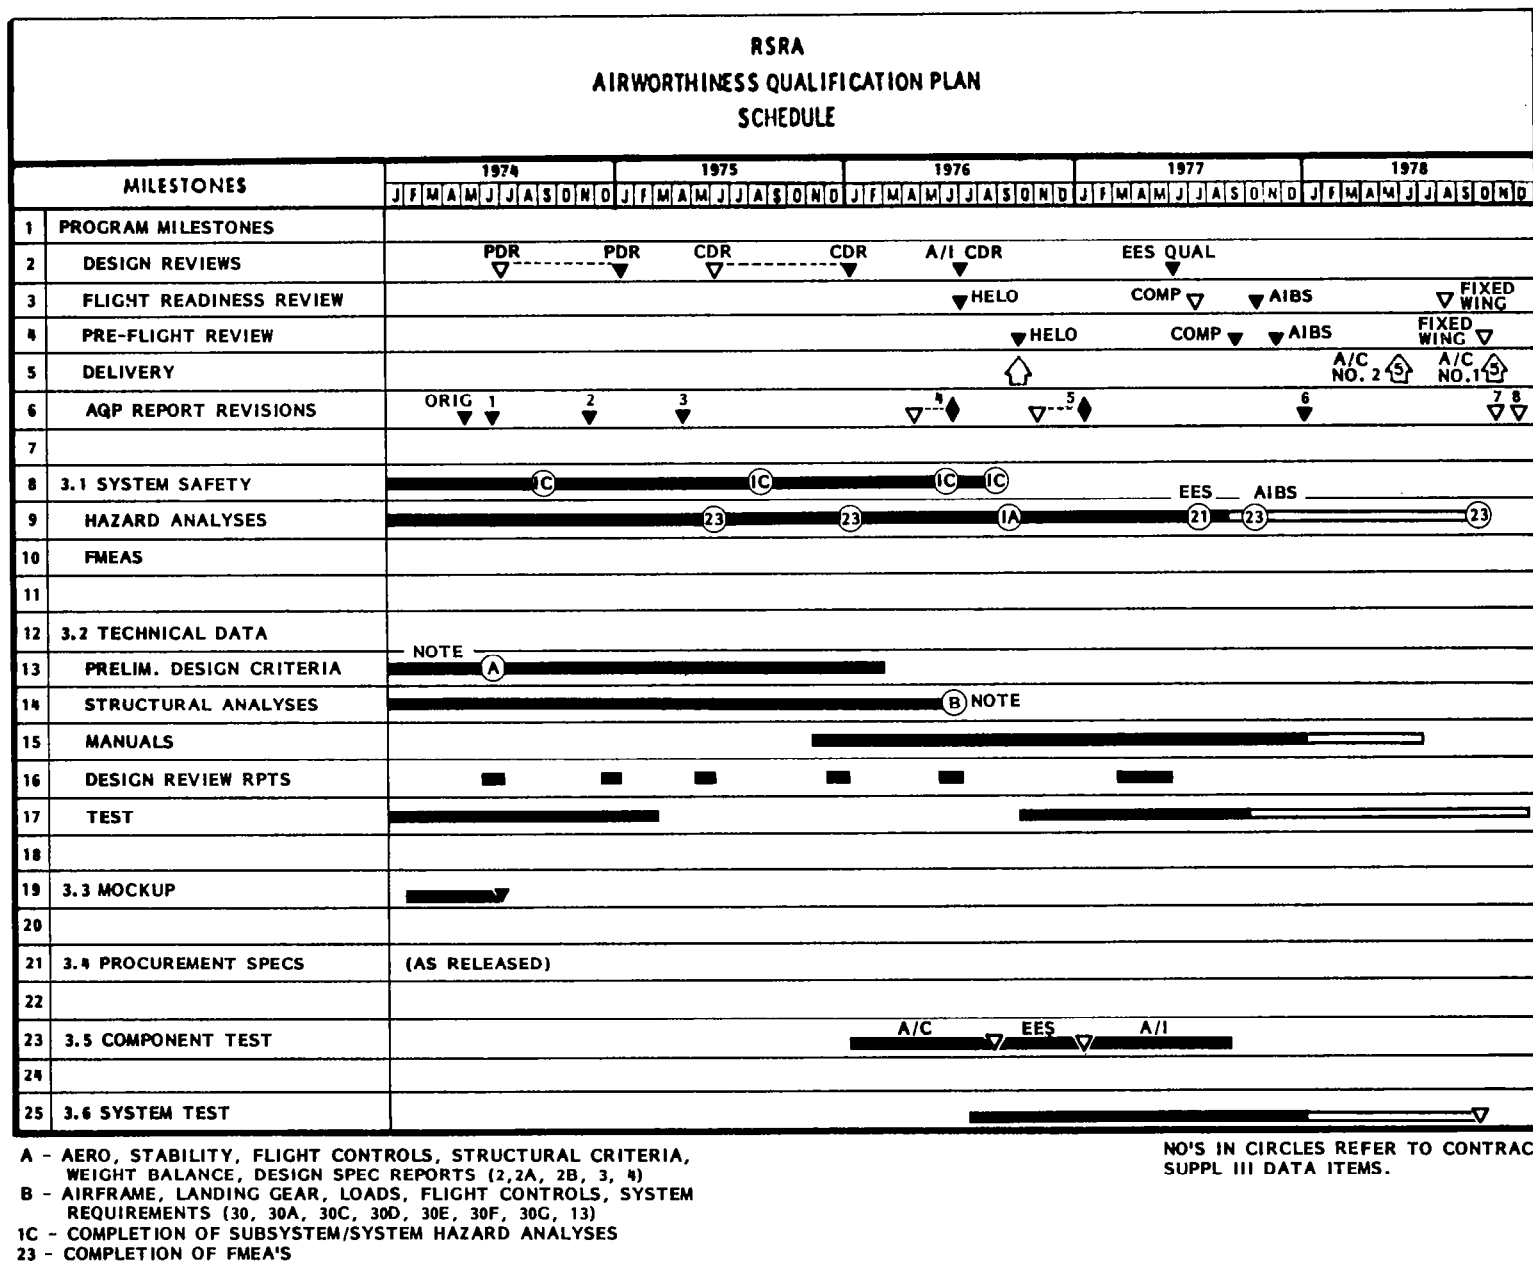 RSRA
AIRWORTHINESS QUALIFICATION PLAN
SCHEDULE
MILESTONES
1974 1975 1976 1977 1978
J F M A M J J A S O N D J F M A M J J A S O N D J F M A M J J A S O N D J F M A M J J A S O N D J F M A M J J A S O N D
1 PROGRAM MILESTONES
2 DESIGN REVIEWS PDR PDR CDR CDR A/I CDR EES QUAL
3 FLIGHT READINESS REVIEW HELO COMP AIBS FIXED WING
4 PRE-FLIGHT REVIEW HELO COMP AIBS FIXED WING
5 DELIVERY A/C NO. 2 5 A/C NO.1 5
6 AQP REPORT REVISIONS ORIG 1 2 3 4 5 6 7 8
7
8 3.1 SYSTEM SAFETY IC IC IC IC
EES AIBS
9 HAZARD ANALYSES 23 23 IA 21 23 23
10 FMEAS
11
12 3.2 TECHNICAL DATA
NOTE
13 PRELIM. DESIGN CRITERIA A
14 STRUCTURAL ANALYSES B NOTE
15 MANUALS
16 DESIGN REVIEW RPTS
17 TEST
18
19 3.3 MOCKUP
20
21 3.4 PROCUREMENT SPECS (AS RELEASED)
22
23 3.5 COMPONENT TEST A/C EES A/I
24
25 3.6 SYSTEM TEST
A - AERO, STABILITY, FLIGHT CONTROLS, STRUCTURAL CRITERIA,
WEIGHT BALANCE, DESIGN SPEC REPORTS (2,2A, 2B, 3, 4)
B - AIRFRAME, LANDING GEAR, LOADS, FLIGHT CONTROLS, SYSTEM
REQUIREMENTS (30, 30A, 30C, 30D, 30E, 30F, 30G, 13)
1C - COMPLETION OF SUBSYSTEM/SYSTEM HAZARD ANALYSES
23 - COMPLETION OF FMEA'S
NO'S IN CIRCLES REFER TO CONTRAC
SUPPL III DATA ITEMS.